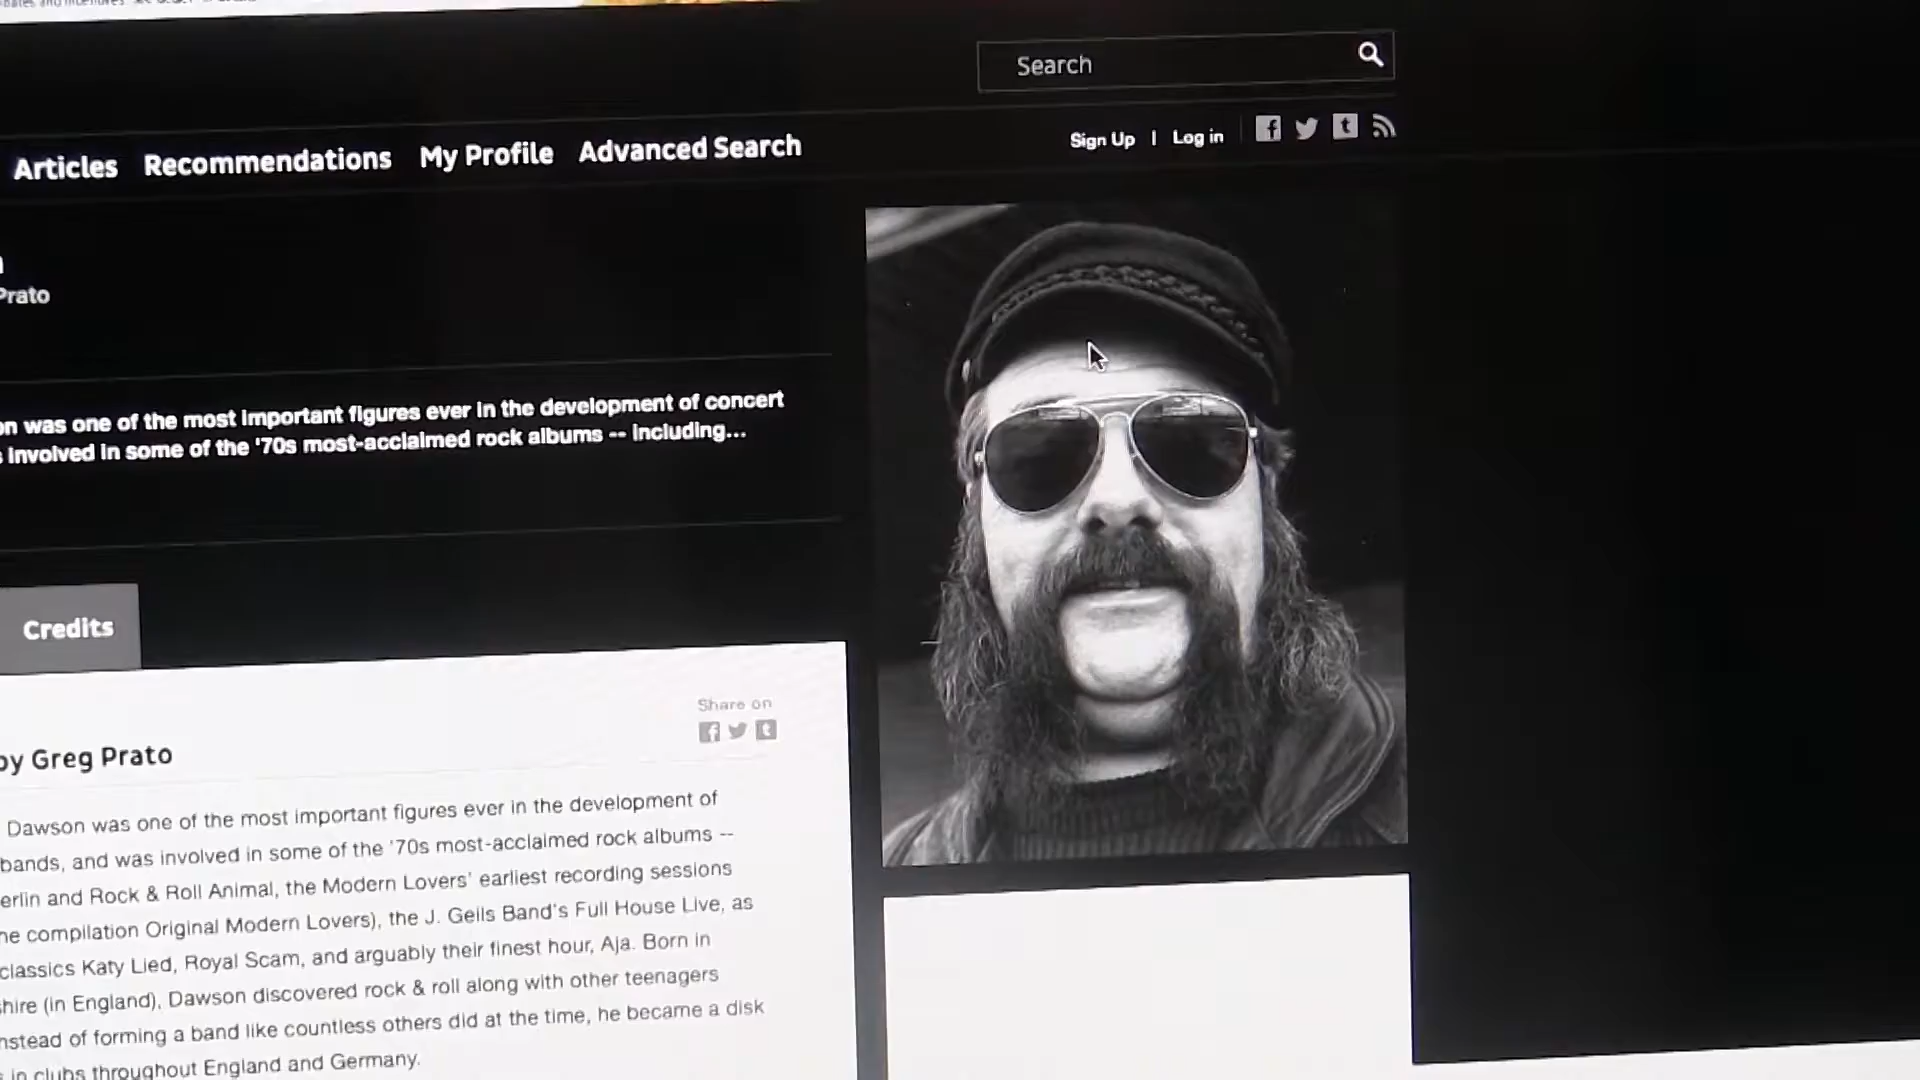 Search
Articles Recommendations My Profile Advanced Search
Sign Up | Log in
Prato
on was one of the most important figures ever in the development of concert
s involved in some of the '70s most-acclaimed rock albums -- including...
Credits
Share on
by Greg Prato
Dawson was one of the most important figures ever in the development of
bands, and was involved in some of the '70s most-acclaimed rock albums --
erlin and Rock & Roll Animal, the Modern Lovers' earliest recording sessions
he compilation Original Modern Lovers), the J. Geils Band's Full House Live, as
classics Katy Lied, Royal Scam, and arguably their finest hour, Aja. Born in
shire (in England), Dawson discovered rock & roll along with other teenagers
nstead of forming a band like countless others did at the time, he became a disk
in clubs throughout England and Germany.